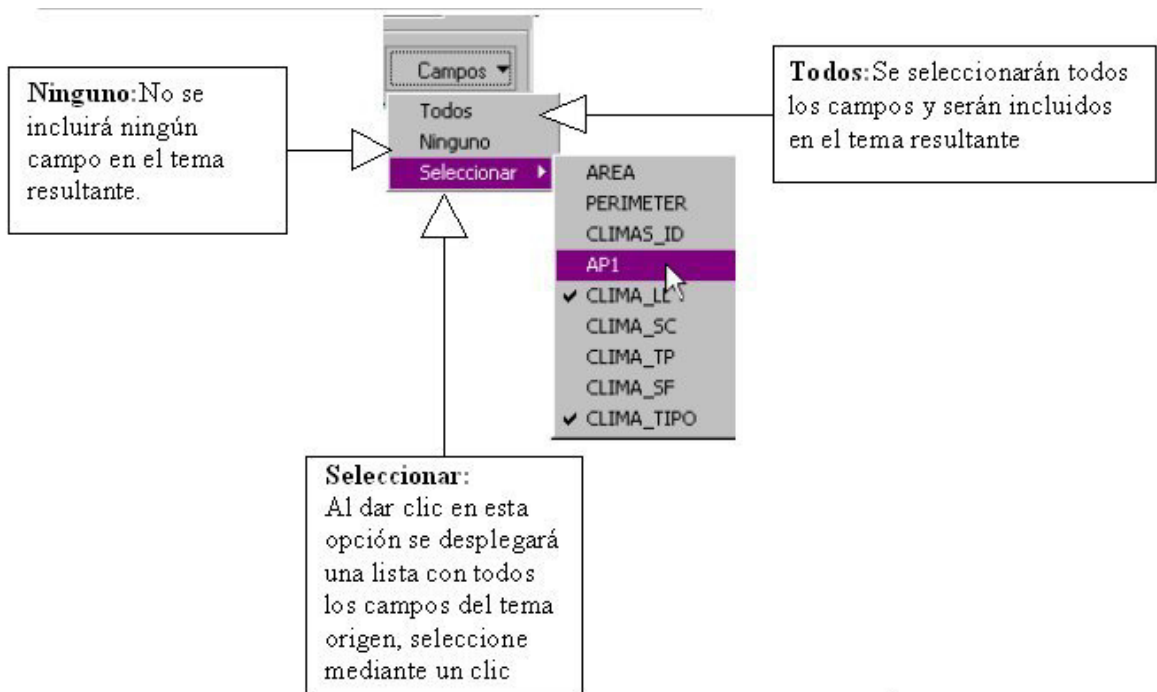 Campos
Ninguno:No se
incluirá ningún
campo en el tema
resultante.
Todos:Se seleccionarán todos
los campos y serán incluidos
en el tema resultante
Todos
Ninguno
Seleccionar
AREA
PERIMETER
CLIMAS_ID
AP1
CLIMA_LL
CLIMA_SC
CLIMA_TP
CLIMA_SF
CLIMA_TIPO
Seleccionar:
Al dar clic en esta
opción se desplegará
una lista con todos
los campos del tema
origen, seleccione
mediante un clic